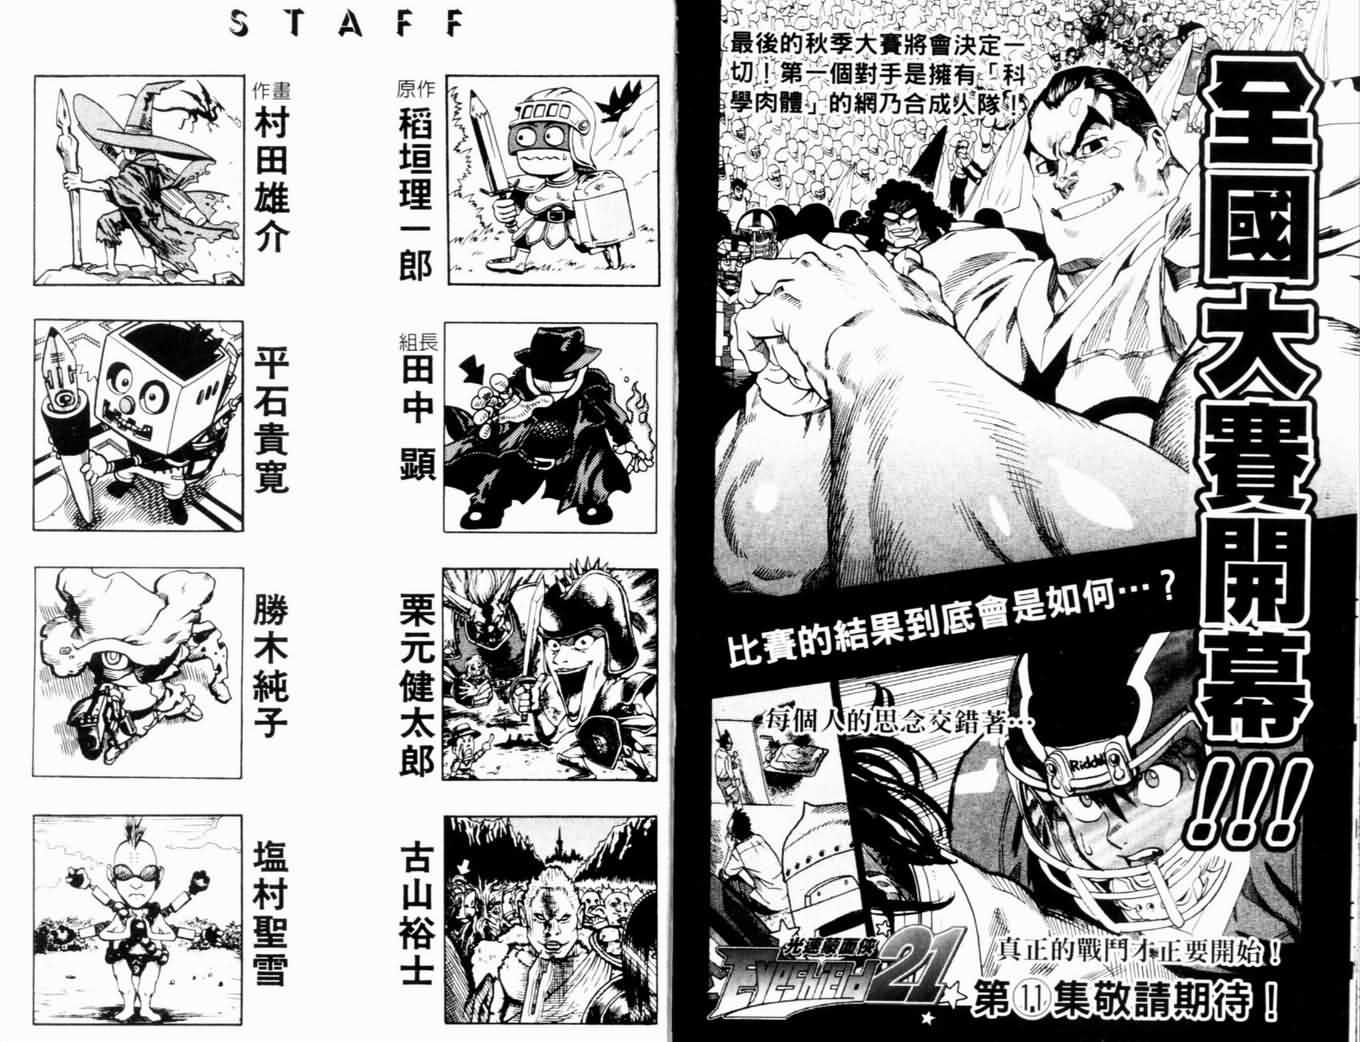 最後的秋季大賽將會決定一
切！第一個對手是擁有「科
學肉體」的網乃合成人隊！
全國大賽開幕!!!
比賽的結果到底會是如何…？
每個人的思念交錯著…
Riddell
光速蒙面俠
EYESHIELD 21
真正的戰鬥才正要開始！
第11集敬請期待！
STAFF
原作
稻垣理一郎
作畫
村田雄介
組長
田中 顕
平石貴寬
栗元健太郎
勝木純子
古山裕士
塩村聖雪